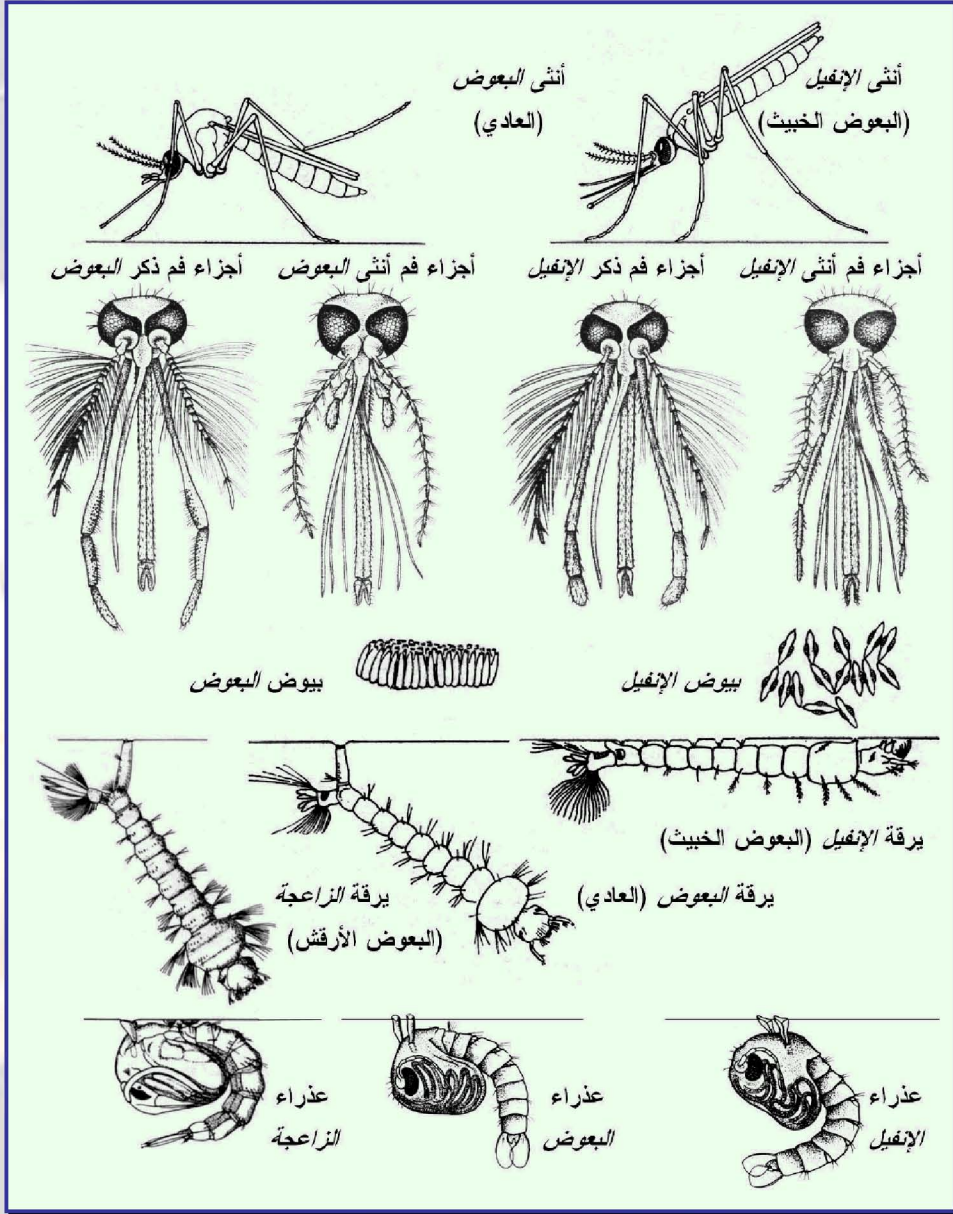 أنثى الإنفيل
(البعوض الخبيث)
أنثى البعوض
(العادي)
أجزاء فم أنثى الإنفيل
أجزاء فم ذكر الإنفيل
أجزاء فم أنثى البعوض
أجزاء فم ذكر البعوض
بيوض الإنفيل
بيوض البعوض
يرقة الإنفيل (البعوض الخبيث)
يرقة البعوض (العادي)
يرقة الزاعجة
(البعوض الأرقش)
عذراء
الإنفيل
عذراء
البعوض
عذراء
الزاعجة